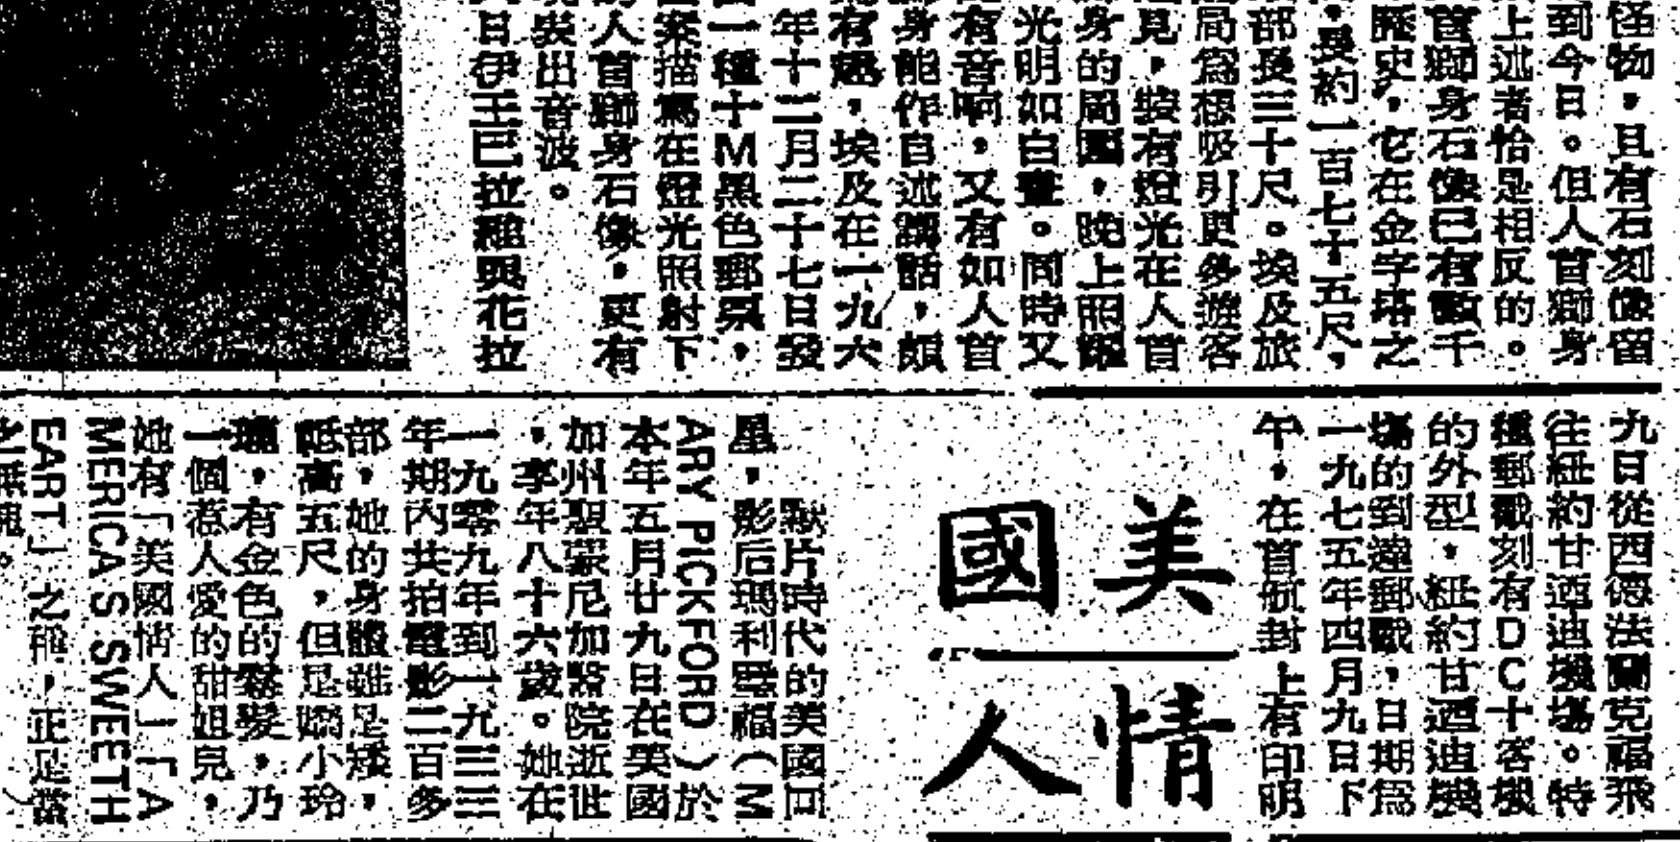 怪物，且有石刻像留
到今日。但人首獅身
上述者恰是相反的。
首獅身石像已有數千
歷史，它在金字塔之
，長約一百七十五尺，
部長三十尺。埃及旅
局為想吸引更多遊客
見，裝有燈光在人首
身的周圍，晚上照耀
光明如白晝。同時又
有音响，又有如人首
身能作自述講話，頗
有趣，埃及在一九六
年十二月二十七日發
一種十M黑色郵票，
案描寫在燈光照射下
人首獅身石像，更有
出音波。
日伊王巴拉維與花拉
九日從西德法蘭克福飛
往紐約甘迺迪機場。特
種郵戳刻有DC十客機
的外型，紐約甘迺迪機
場的到達郵戳，日期為
一九七五年四月九日下
午，在首航封上有印明
美國
情人
默片時代的美國
星，影后瑪利璧福（M
ARY PICKFORD）於
本年五月廿九日在美國
加州聖蒙尼加醫院逝世
，享年八十六歲。她在
一九零九年到一九三三
年期內共拍電影二百多
部，她的身體雖是矮，
祗高五尺，但是嬌小玲
瓏，有金色的鬈髮，乃
一個惹人愛的甜姐兒，
她有「美國情人」「A
MERICAS SWEETH
EART」之稱，正是當
無愧。